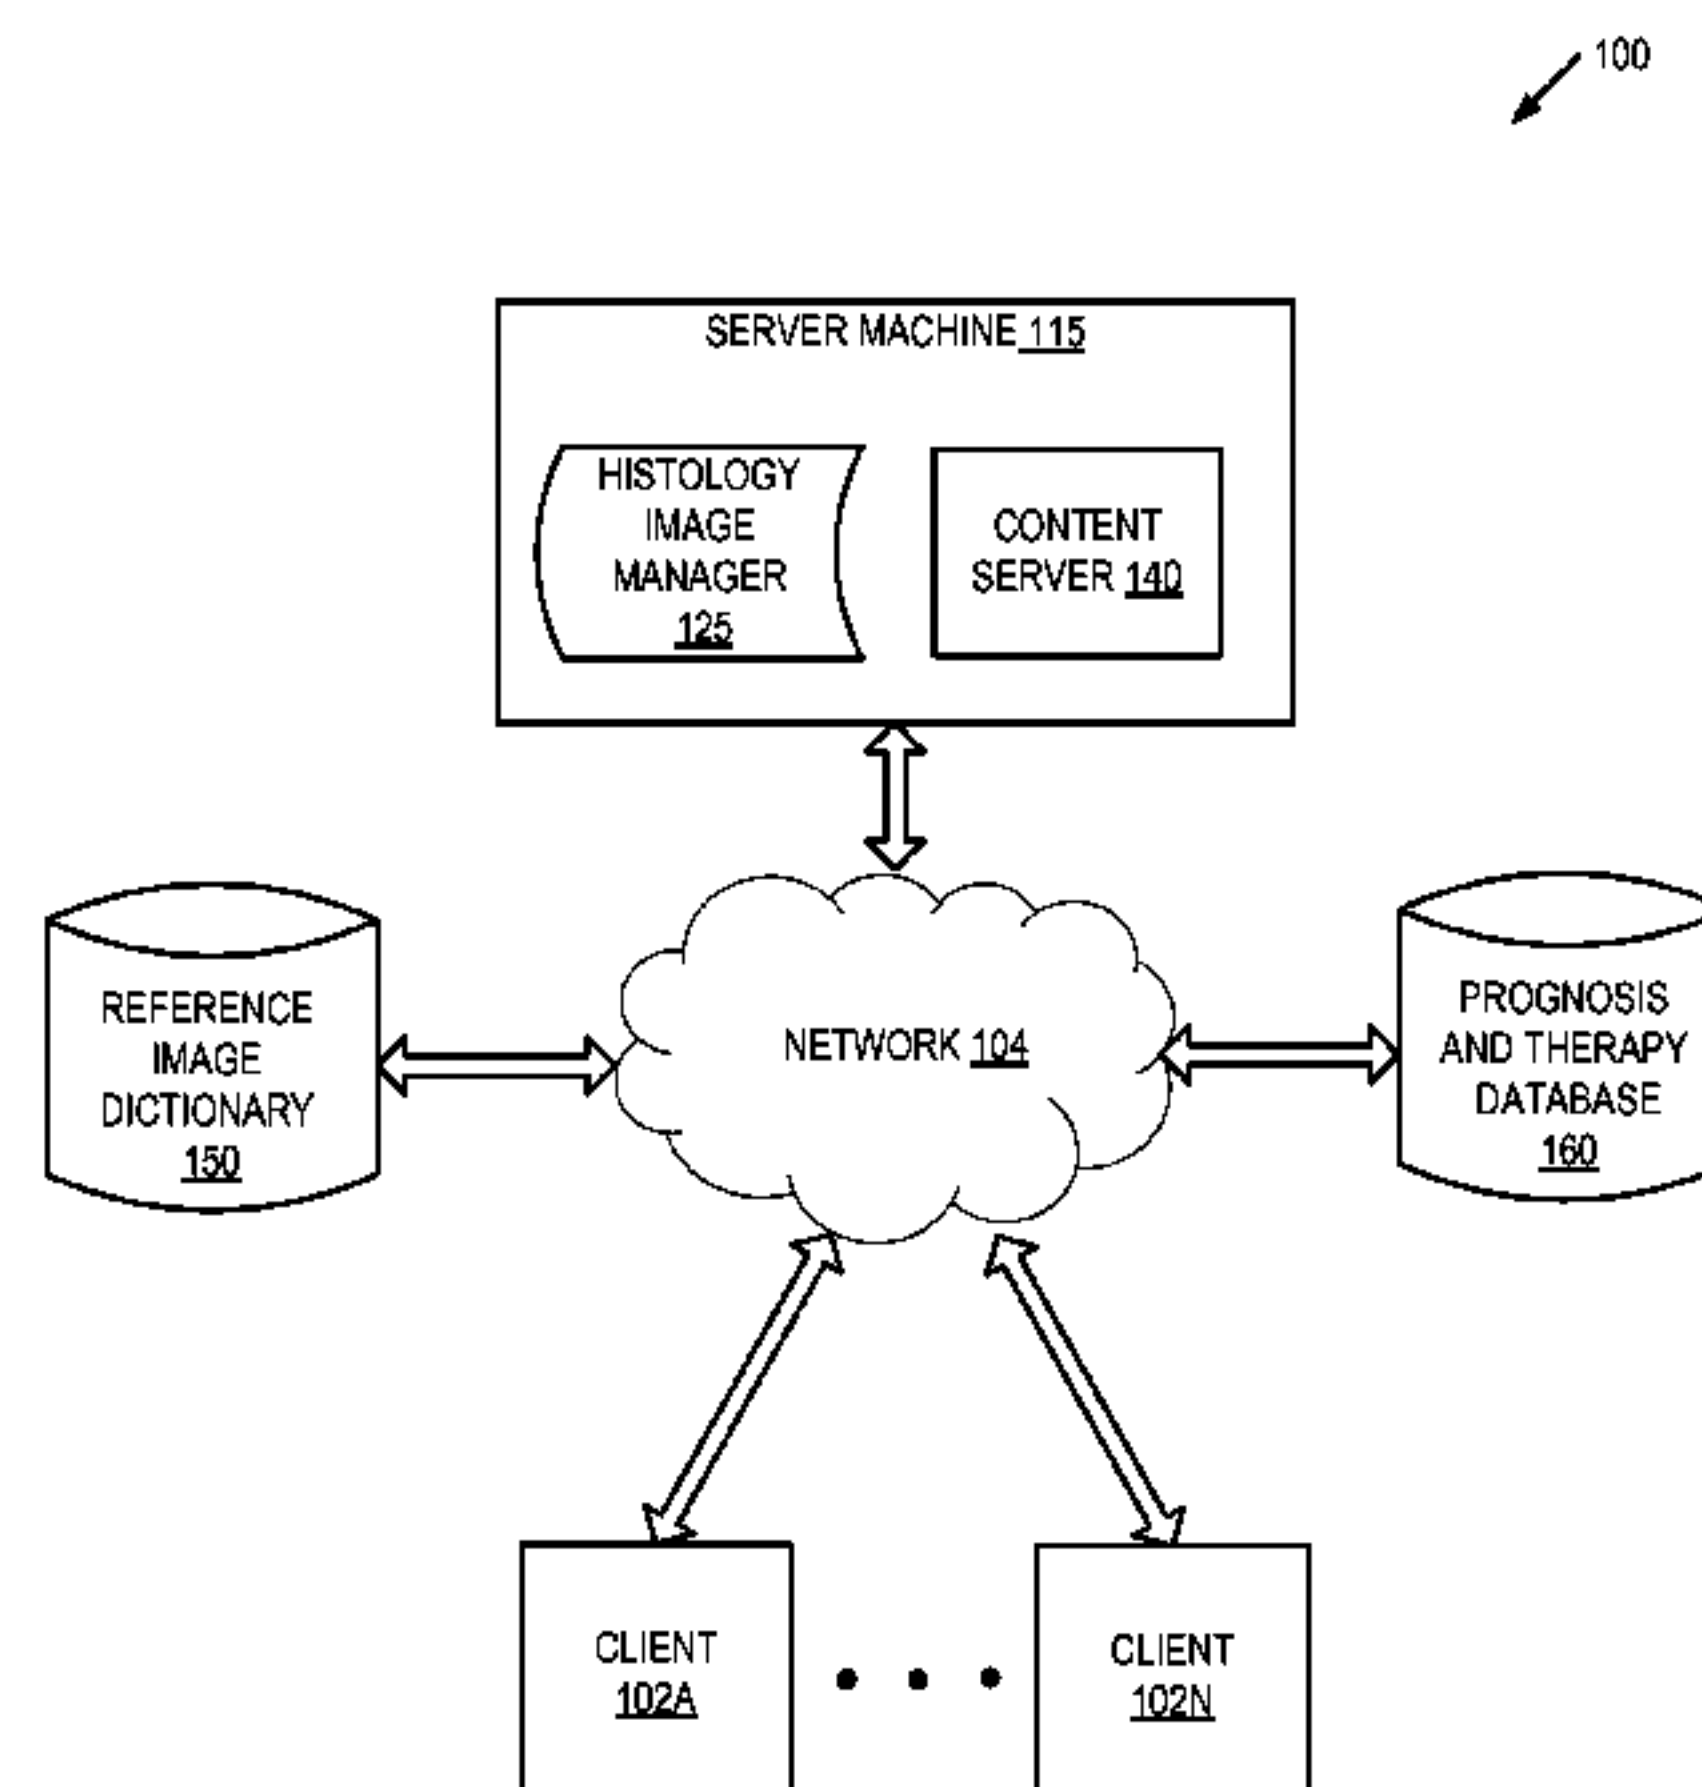 100
SERVER MACHINE 115
HISTOLOGY
IMAGE
MANAGER
125
CONTENT
SERVER 140
REFERENCE
IMAGE
DICTIONARY
150
NETWORK 104
PROGNOSIS
AND THERAPY
DATABASE
160
CLIENT
102A
CLIENT
102N